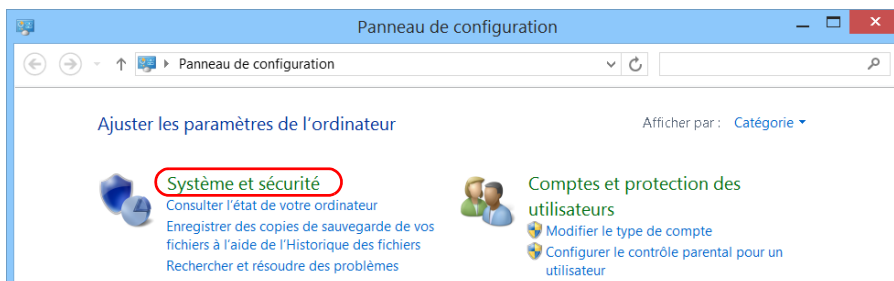 Panneau de configuration
Panneau de configuration
Ajuster les paramètres de l'ordinateur
Afficher par : Catégorie
Système et sécurité
Consulter l'état de votre ordinateur
Enregistrer des copies de sauvegarde de vos
fichiers à l'aide de l'Historique des fichiers
Rechercher et résoudre des problèmes
Comptes et protection des
utilisateurs
Modifier le type de compte
Configurer le contrôle parental pour un
utilisateur